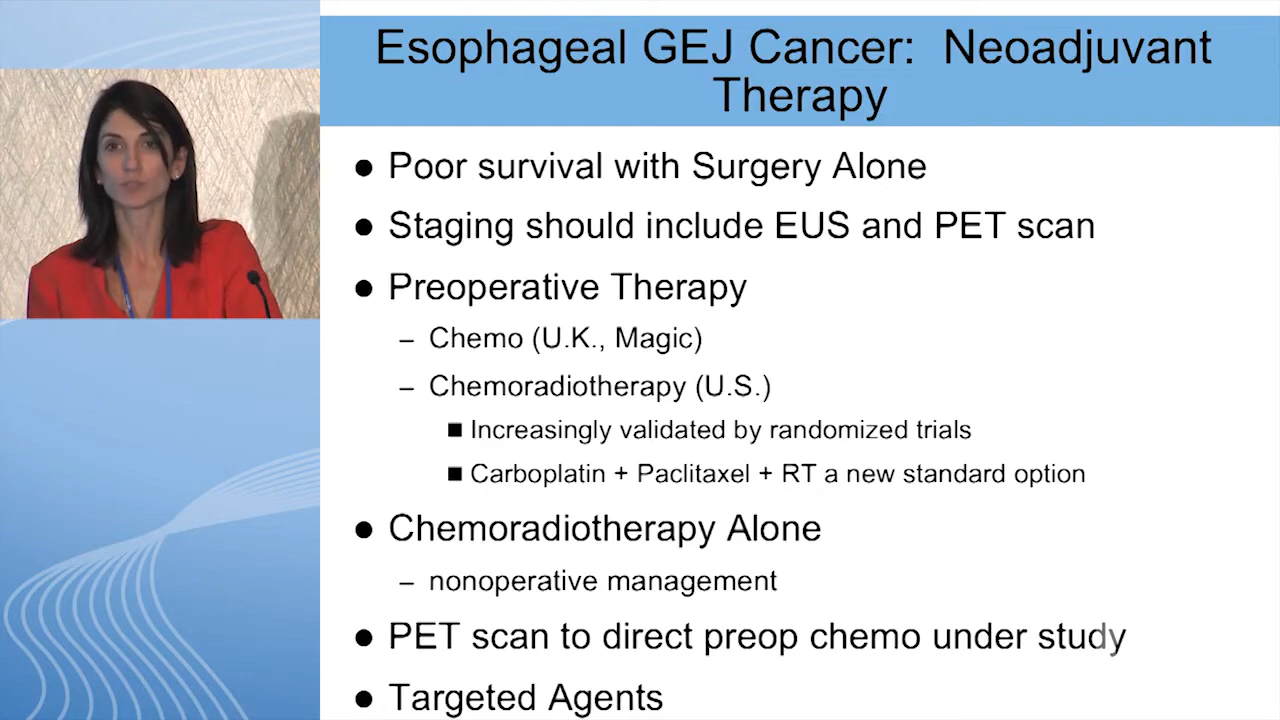 Esophageal GEJ Cancer: Neoadjuvant
Therapy
● Poor survival with Surgery Alone
● Staging should include EUS and PET scan
● Preoperative Therapy
– Chemo (U.K., Magic)
– Chemoradiotherapy (U.S.)
■ Increasingly validated by randomized trials
■ Carboplatin + Paclitaxel + RT a new standard option
● Chemoradiotherapy Alone
– nonoperative management
● PET scan to direct preop chemo under study
● Targeted Agents